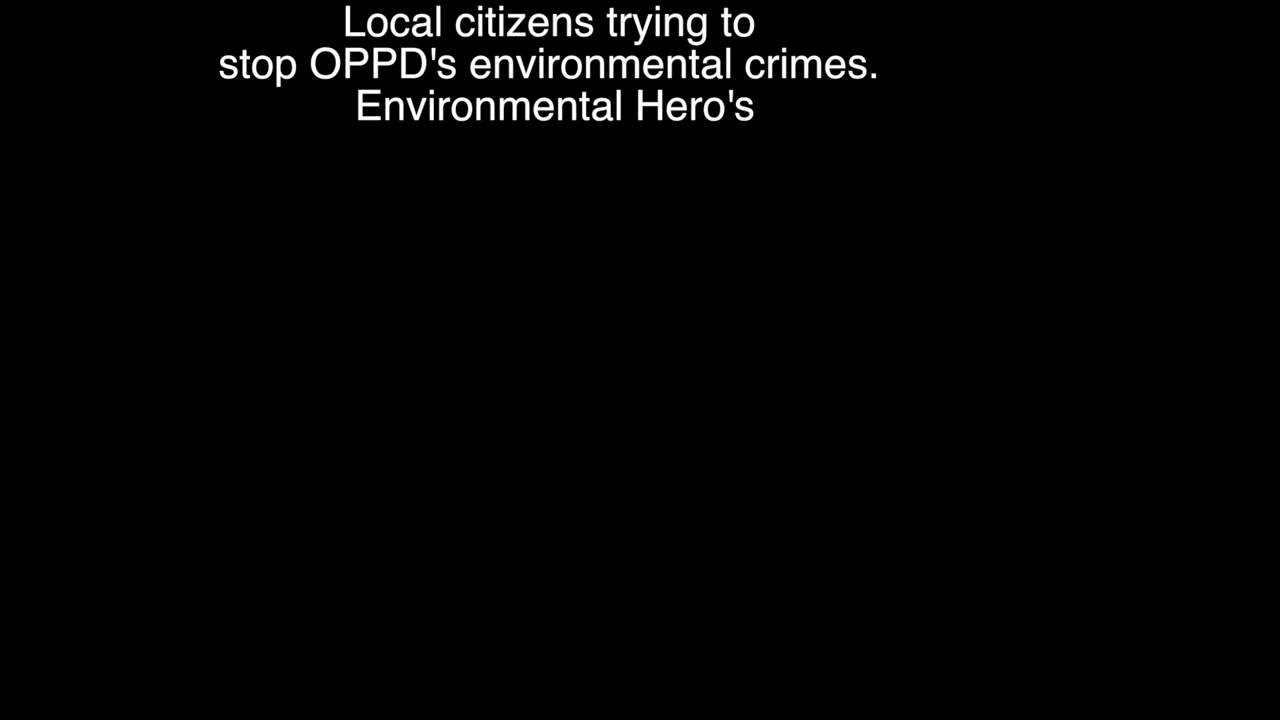 Local citizens trying to
stop OPPD's environmental crimes.
Environmental Hero's